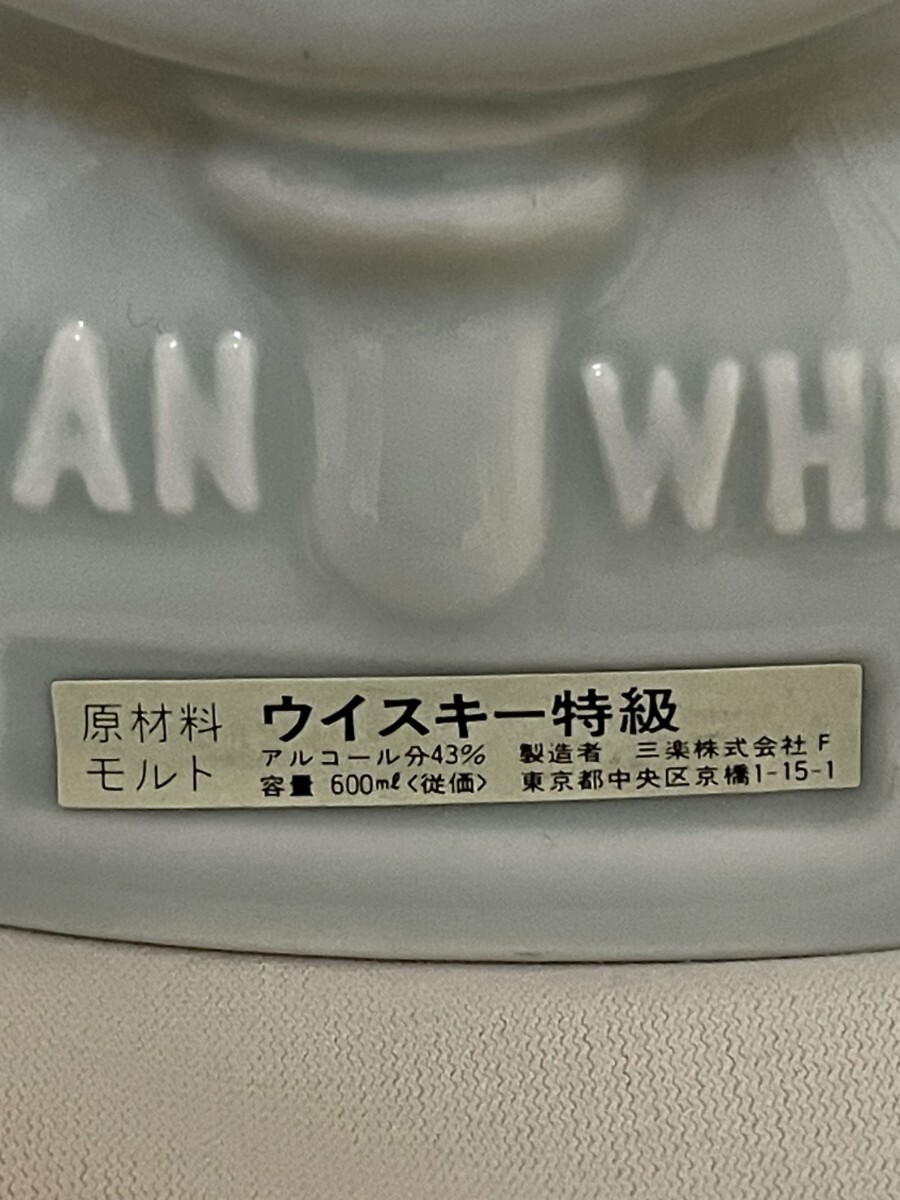 AN WHI
原材料 ウイスキー特級
モルト
アルコール分43% 製造者 三楽株式会社 F
容量 600ml<従価> 東京都中央区京橋1-15-1